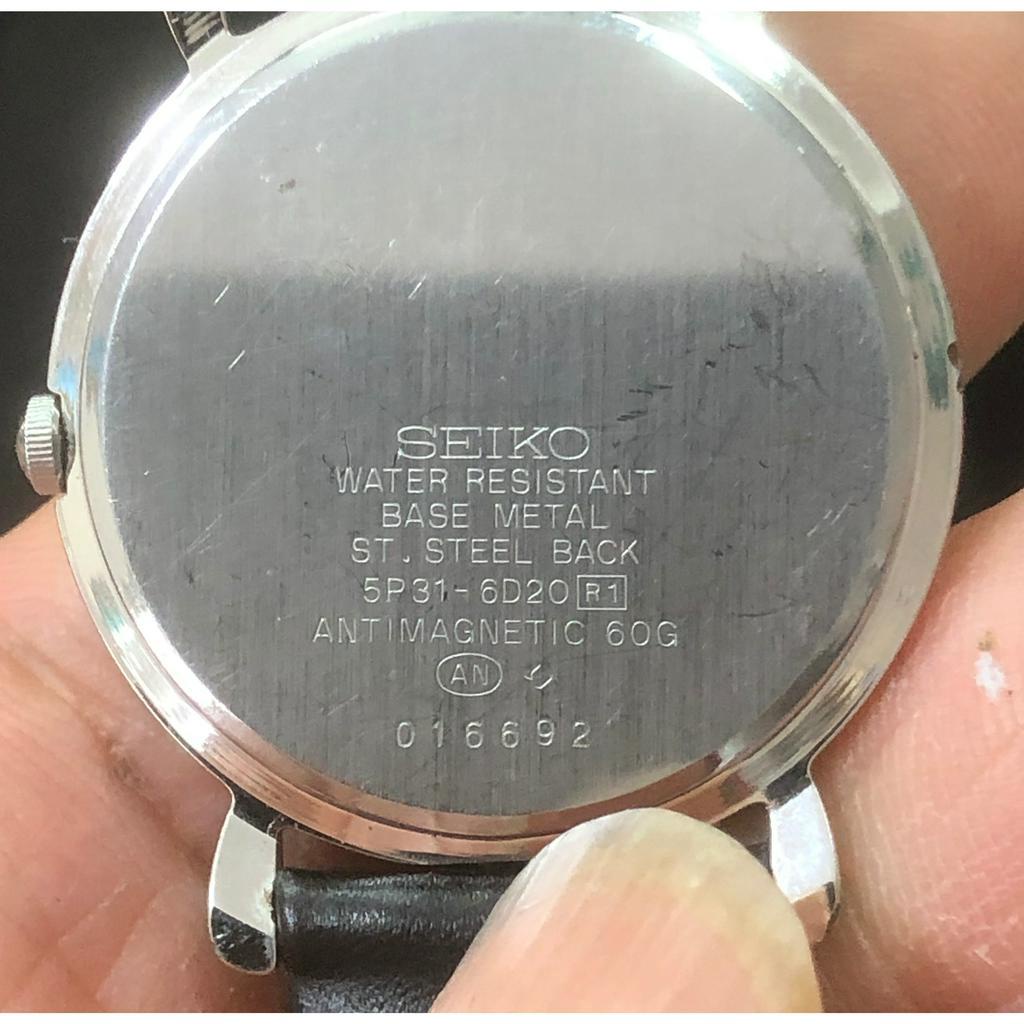 SEIKO
WATER RESISTANT
BASE METAL
ST. STEEL BACK
5P31-6D20 R1
ANTIMAGNETIC 60G
AN
016692